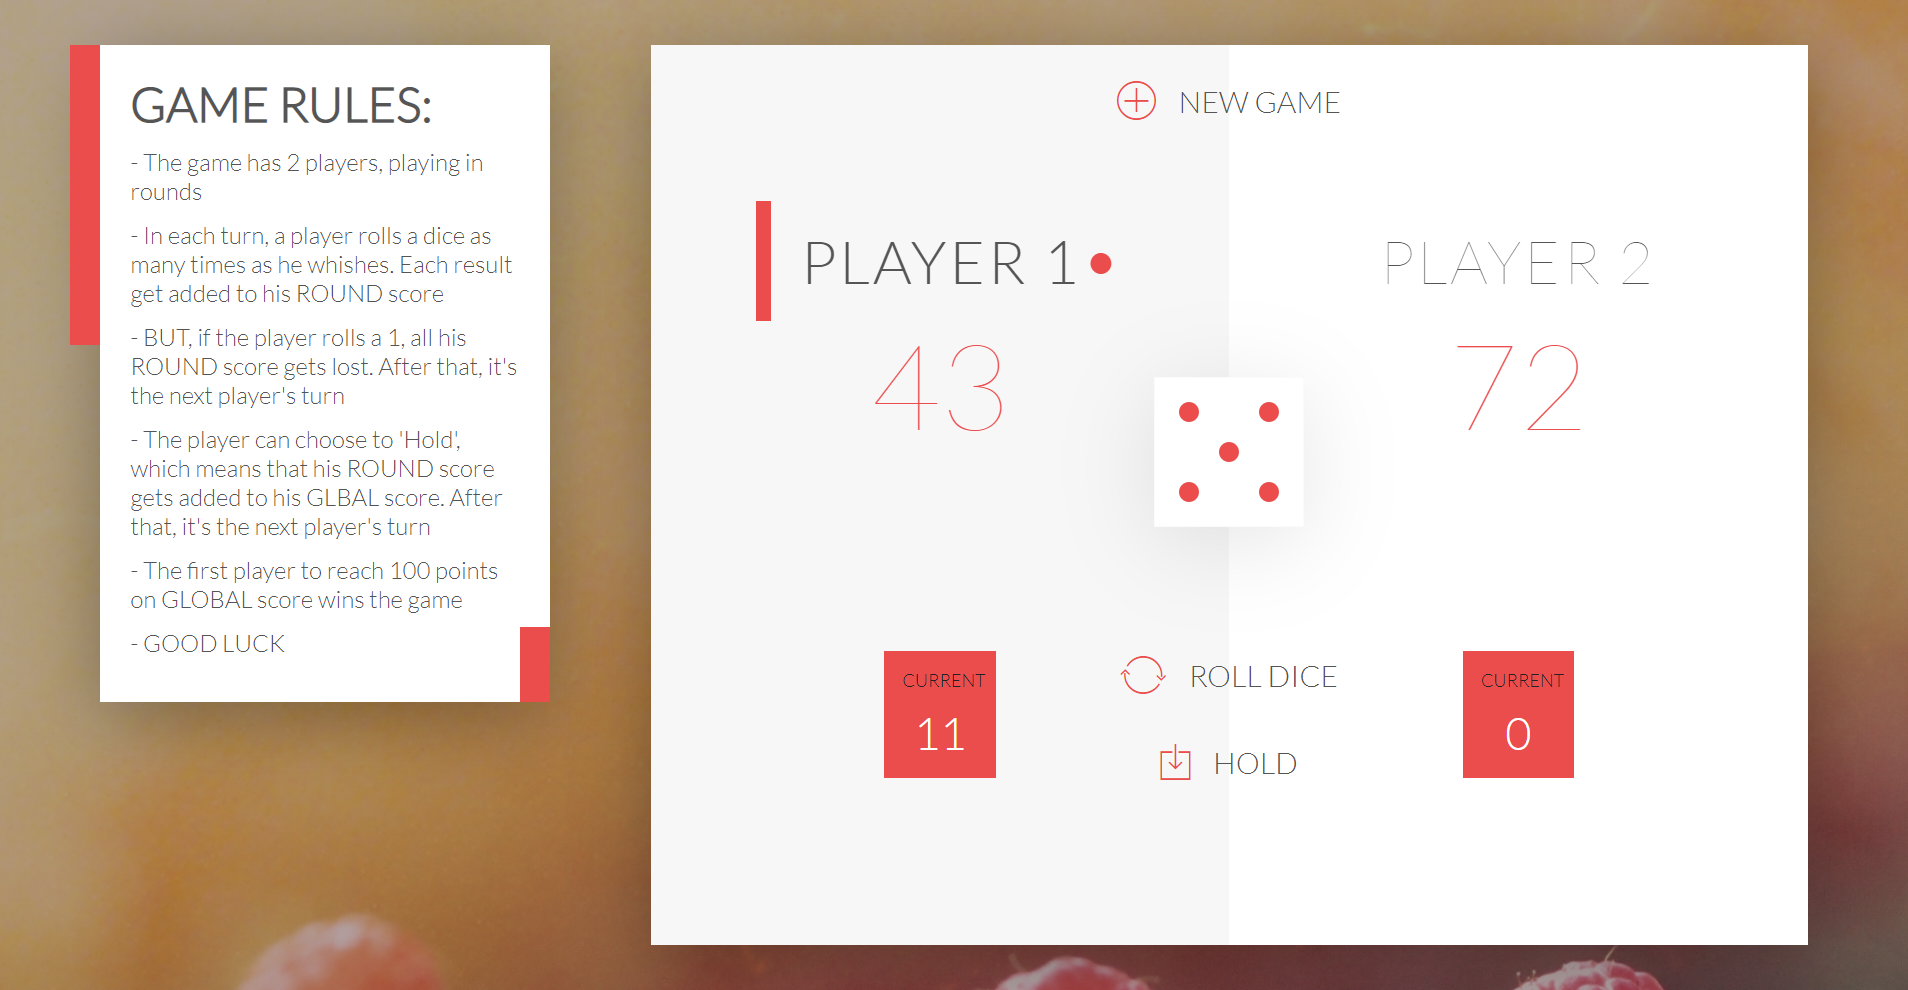 GAME RULES:
- The game has 2 players, playing in
rounds
- In each turn, a player rolls a dice as
many times as he whishes. Each result
get added to his ROUND score
- BUT, if the player rolls a 1, all his
ROUND score gets lost. After that, it's
the next player's turn
- The player can choose to 'Hold',
which means that his ROUND score
gets added to his GLBAL score. After
that, it's the next player's turn
- The first player to reach 100 points
on GLOBAL score wins the game
- GOOD LUCK
NEW GAME
PLAYER 1
43
PLAYER 2
72
CURRENT
11
ROLL DICE
HOLD
CURRENT
0